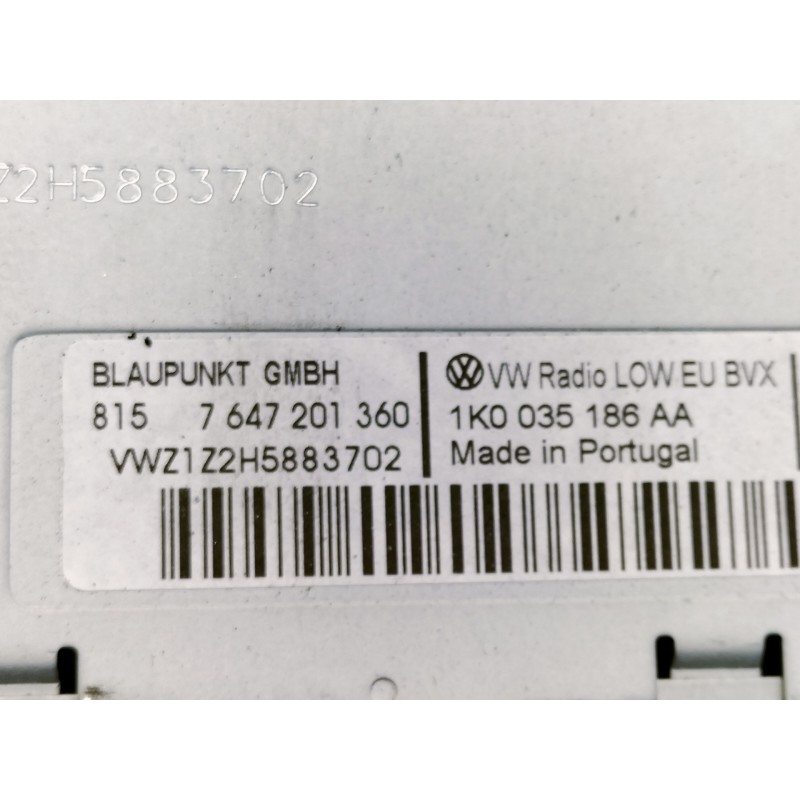 Z2H5883702
BLAUPUNKT GMBH
815 7 647 201 360
VWZ1Z2H5883702
VW Radio LOW EU BVX
1K0 035 186 AA
Made in Portugal